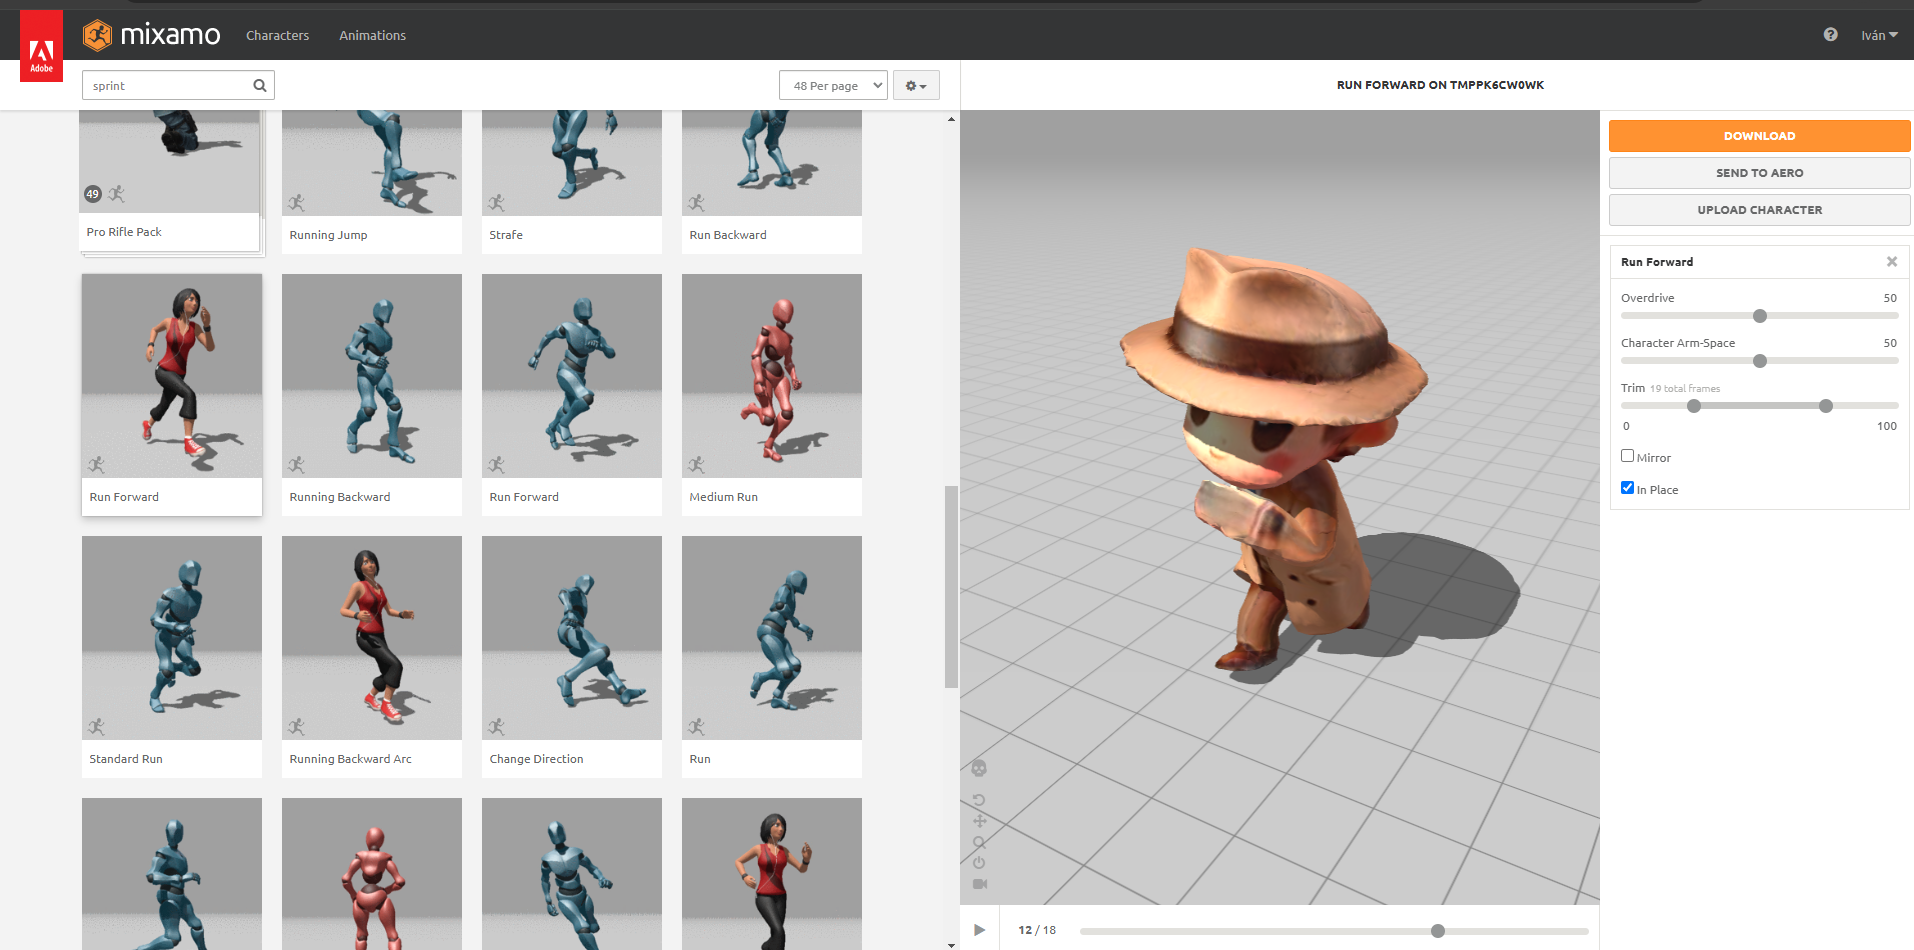 Adobe
mixamo
Characters
Animations
Iván
sprint
48 Per page
RUN FORWARD ON TMPPK6CW0WK
49
Pro Rifle Pack
Running Jump
Strafe
Run Backward
Run Forward
Running Backward
Run Forward
Medium Run
Standard Run
Running Backward Arc
Change Direction
Run
DOWNLOAD
SEND TO AERO
UPLOAD CHARACTER
Run Forward
Overdrive 50
Character Arm-Space 50
Trim 19 total frames
0 100
Mirror
In Place
12 / 18